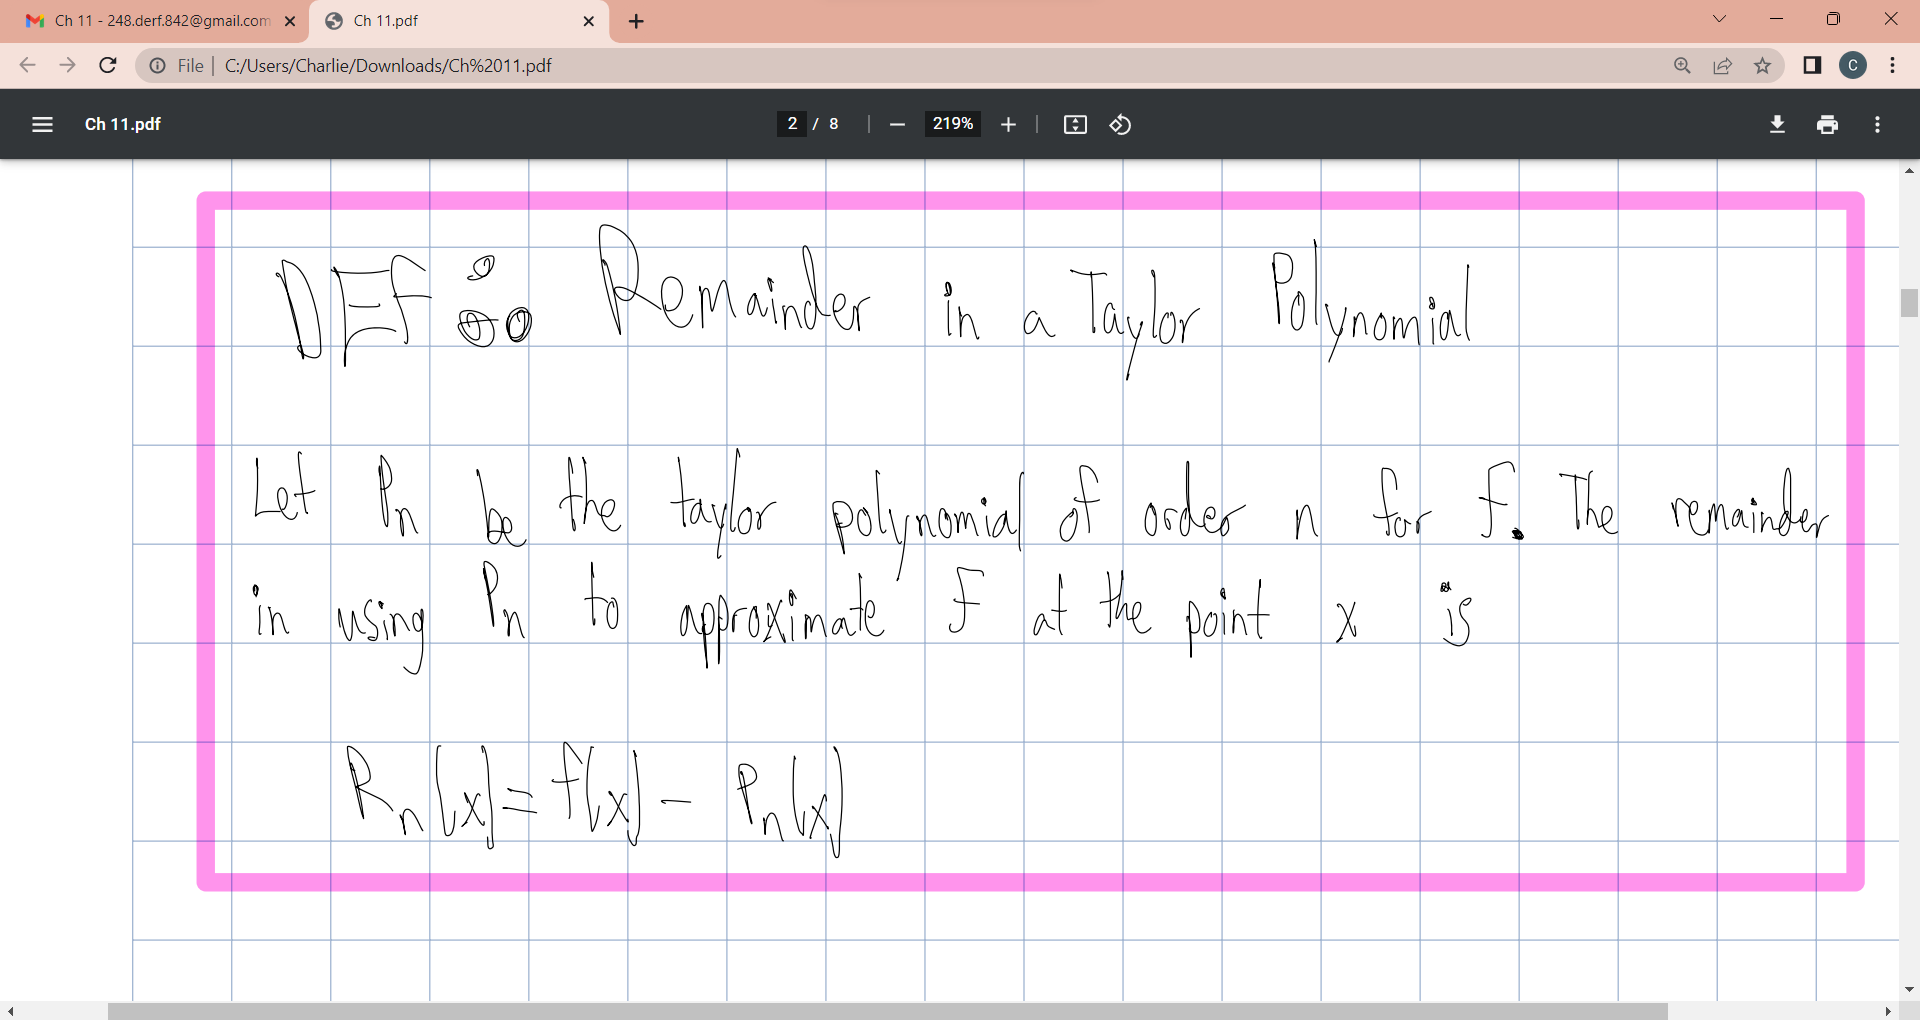 Ch 11 - 248.derf.842@gmail.com
Ch 11.pdf
File | C:/Users/Charlie/Downloads/Ch%2011.pdf
C
Ch 11.pdf
2 / 8
219%
DEF: Remainder in a Taylor Polynomial
Let Pn be the taylor polynomial of order n for f. The remainder
in using Pn to approximate f at the point x is
Rn(x) = f(x) - Pn(x)